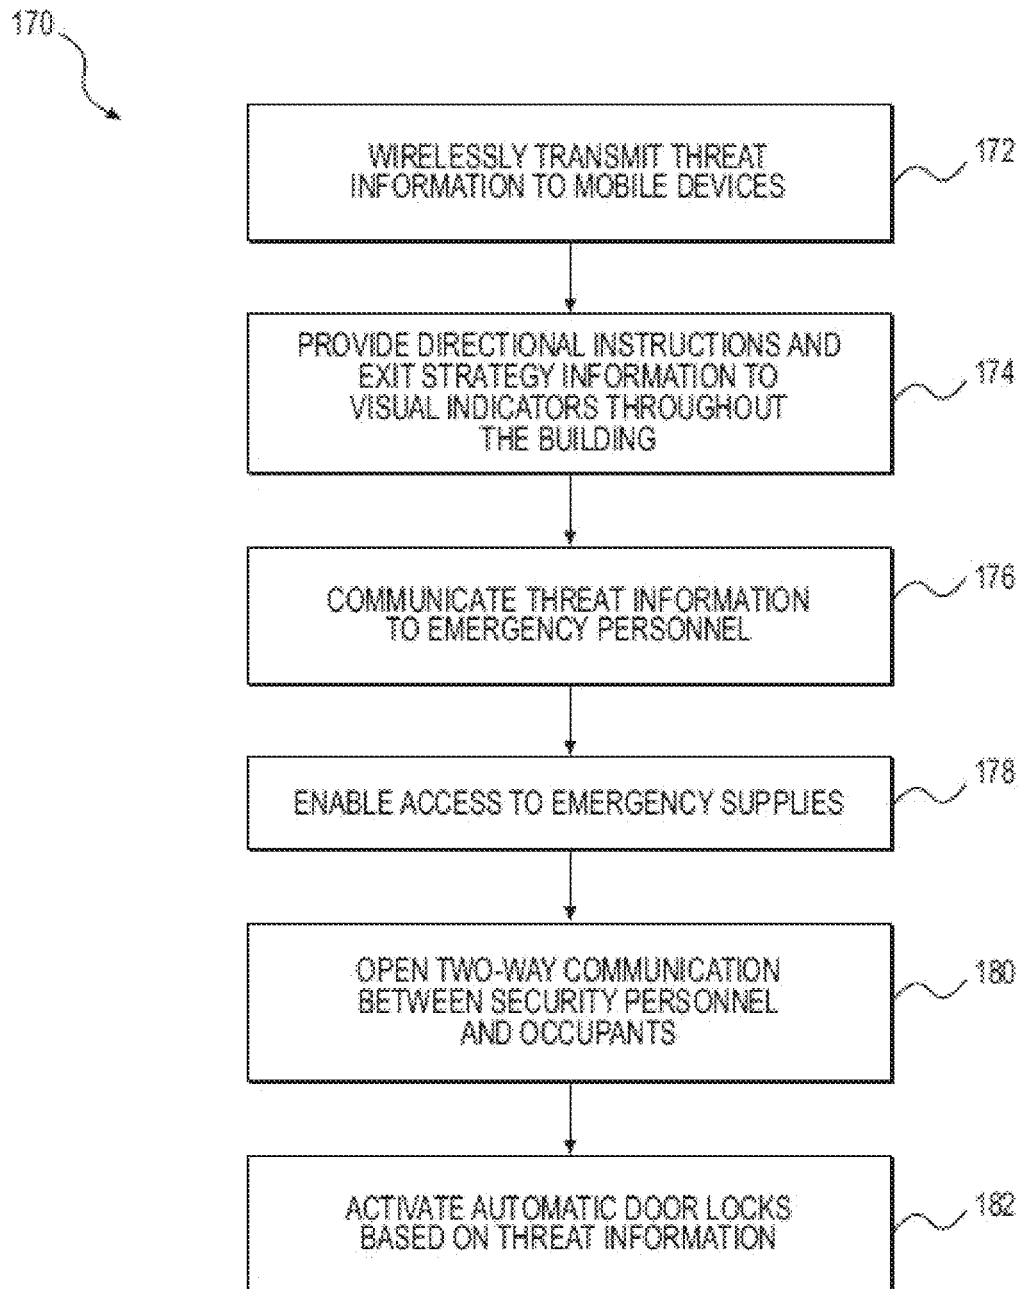 170
WIRELESSLY TRANSMIT THREAT
INFORMATION TO MOBILE DEVICES
172
PROVIDE DIRECTIONAL INSTRUCTIONS AND
EXIT STRATEGY INFORMATION TO
VISUAL INDICATORS THROUGHOUT
THE BUILDING
174
COMMUNICATE THREAT INFORMATION
TO EMERGENCY PERSONNEL
176
ENABLE ACCESS TO EMERGENCY SUPPLIES
178
OPEN TWO-WAY COMMUNICATION
BETWEEN SECURITY PERSONNEL
AND OCCUPANTS
180
ACTIVATE AUTOMATIC DOOR LOCKS
BASED ON THREAT INFORMATION
182